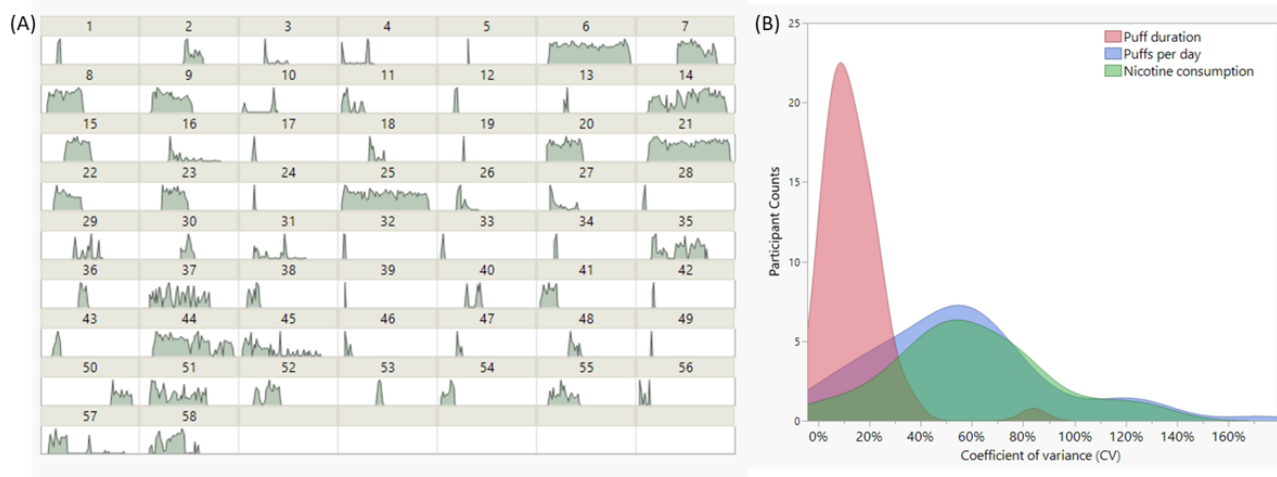 (A)
1 2 3 4 5 6 7
8 9 10 11 12 13 14
15 16 17 18 19 20 21
22 23 24 25 26 27 28
29 30 31 32 33 34 35
36 37 38 39 40 41 42
43 44 45 46 47 48 49
50 51 52 53 54 55 56
57 58
(B)
Puff duration
Puffs per day
Nicotine consumption
Participant Counts
25
20
15
10
5
0
0% 20% 40% 60% 80% 100% 120% 140% 160%
Coefficient of variance (CV)